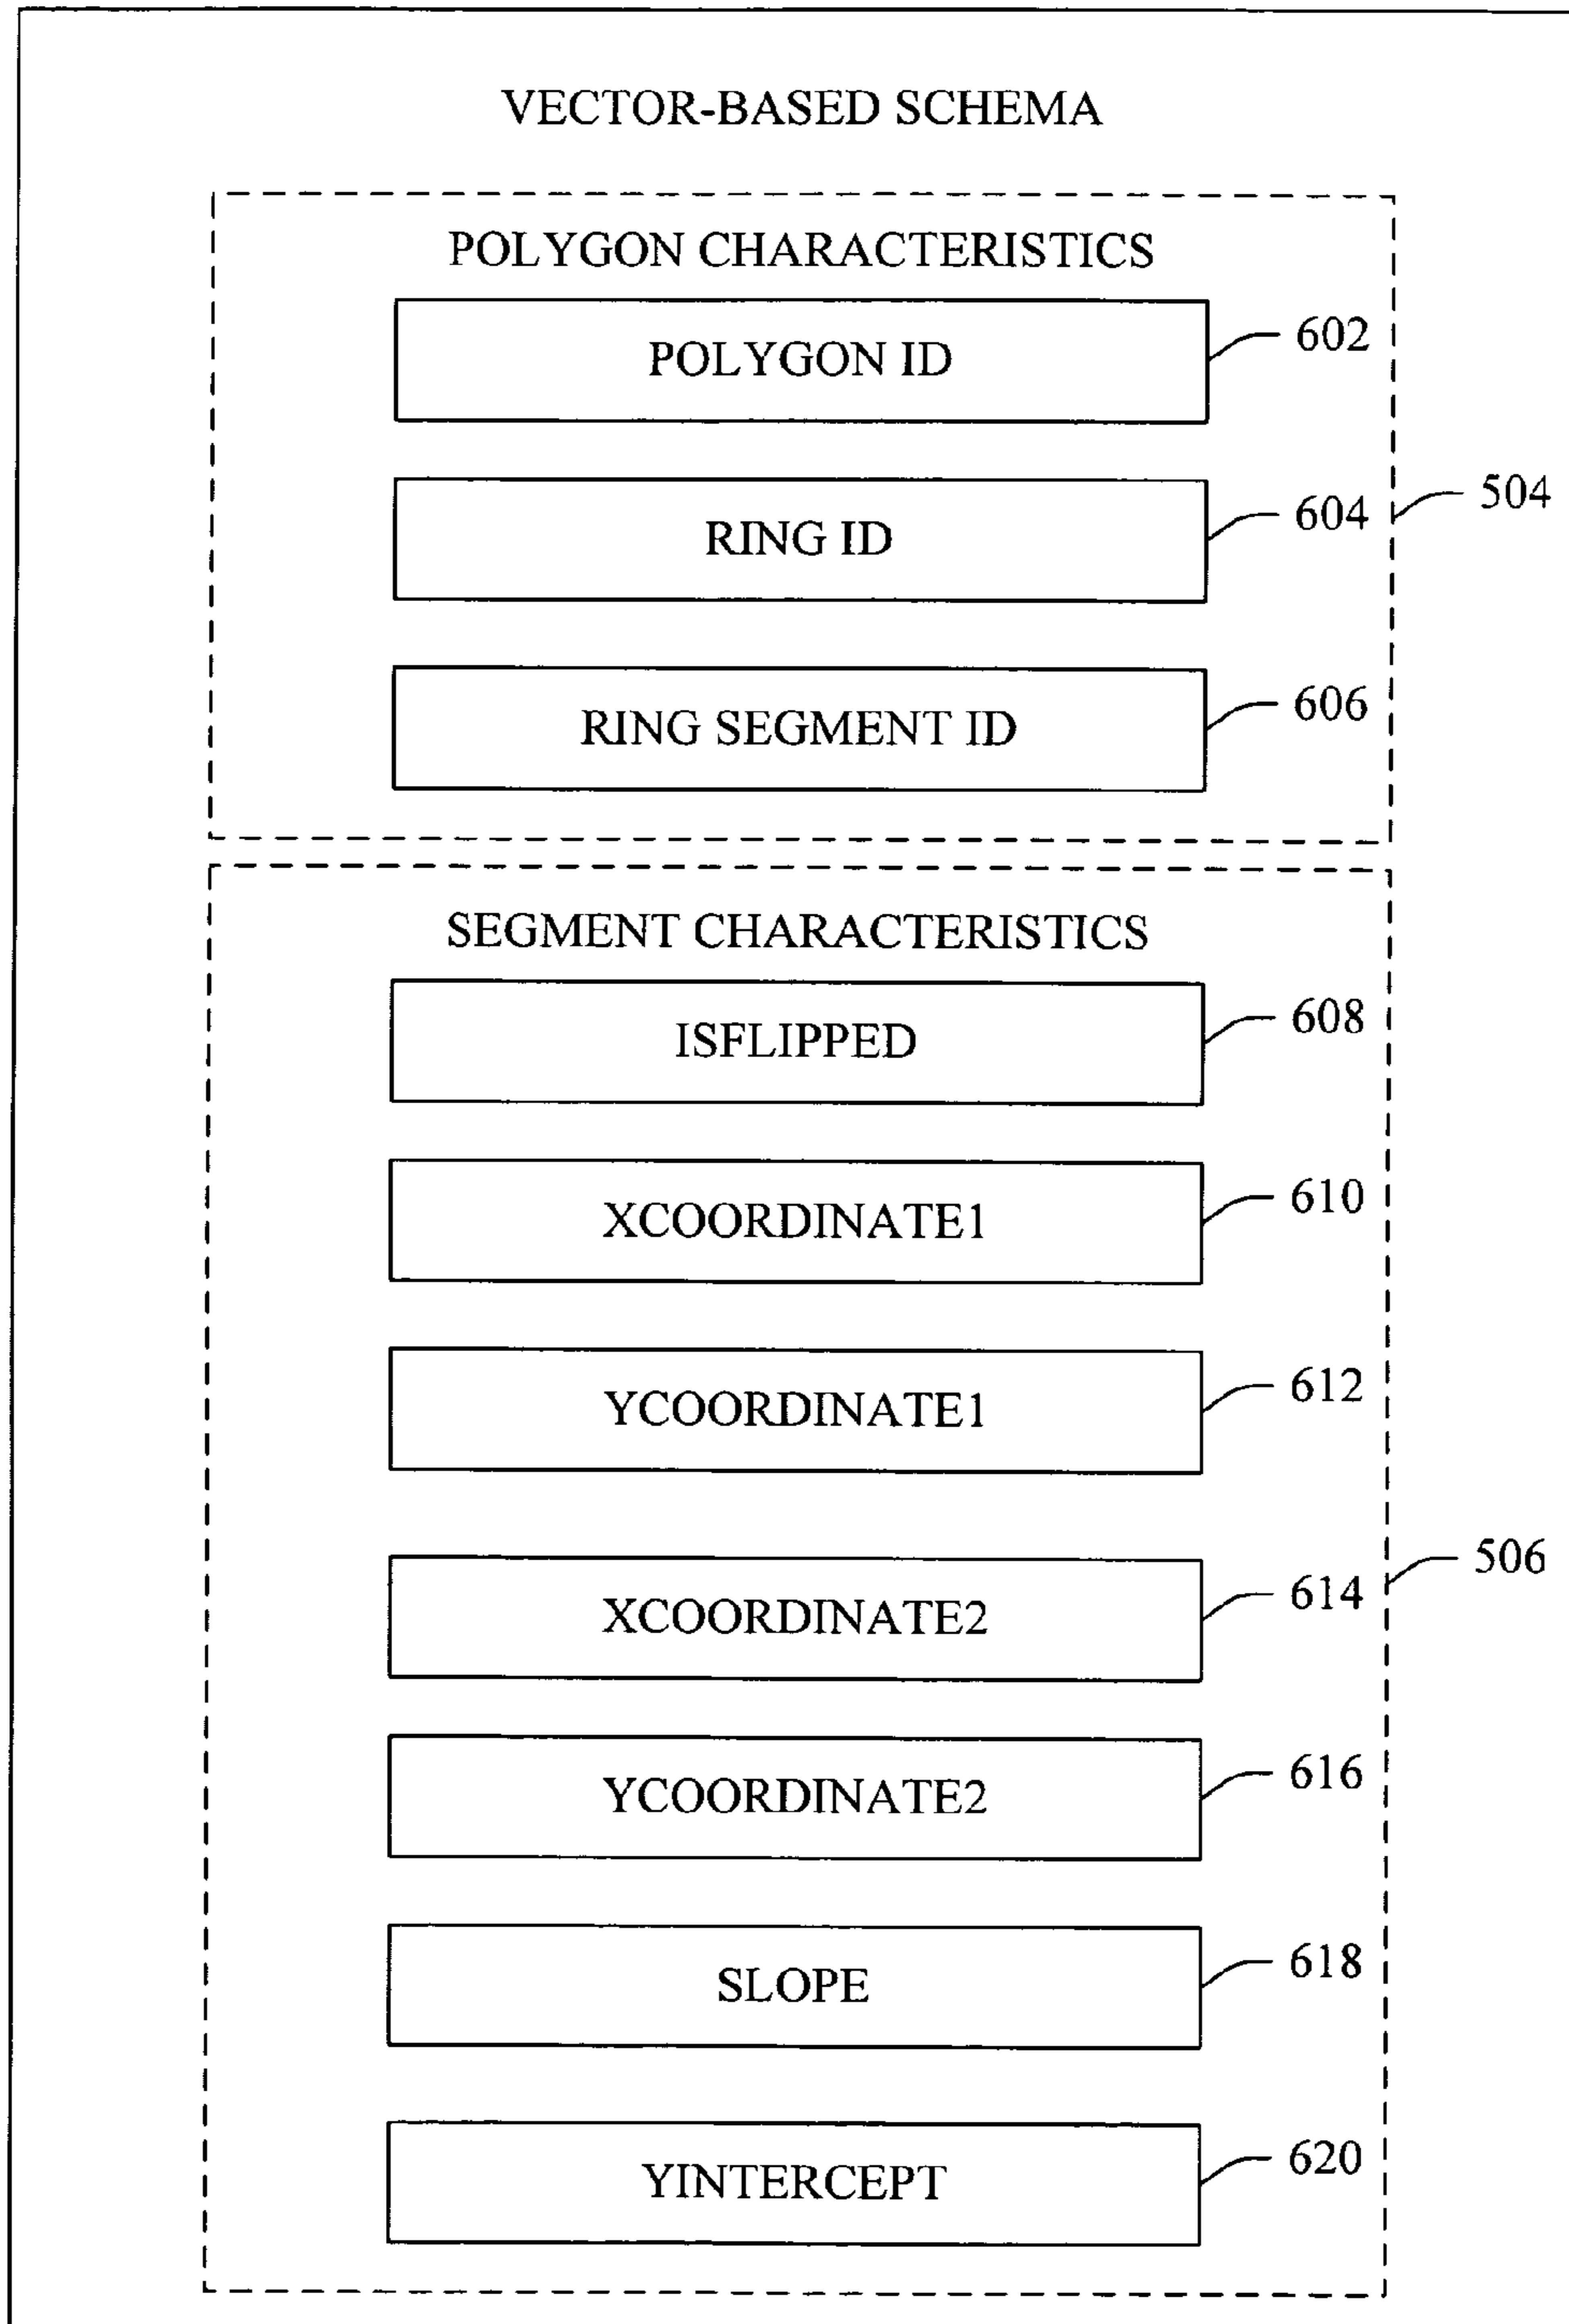 VECTOR-BASED SCHEMA
POLYGON CHARACTERISTICS
POLYGON ID
602
RING ID
604
504
RING SEGMENT ID
606
SEGMENT CHARACTERISTICS
ISFLIPPED
608
XCOORDINATE1
610
YCOORDINATE1
612
506
XCOORDINATE2
614
YCOORDINATE2
616
SLOPE
618
YINTERCEPT
620